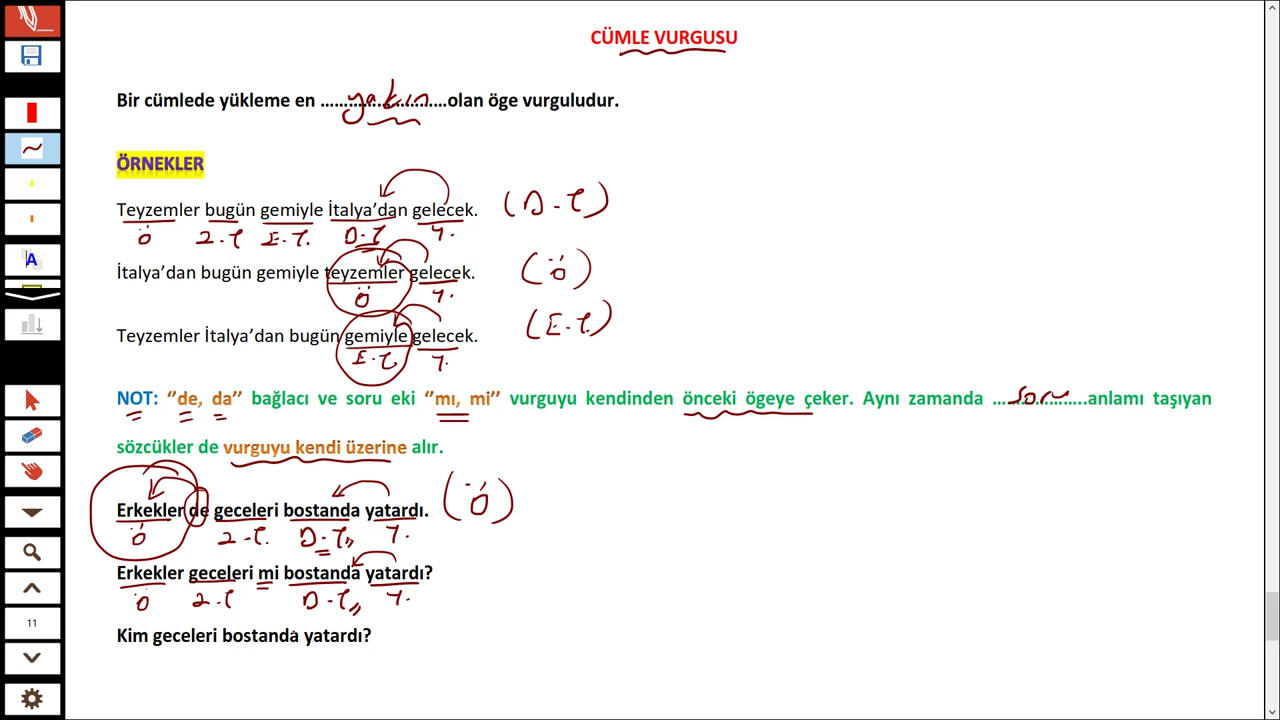 CÜMLE VURGUSU
Bir cümlede yükleme en ......yakın......olan öge vurguludur.
ÖRNEKLER
Teyzemler bugün gemiyle İtalya’dan gelecek. (D.T)
Ö Z.T E.T. D.T Y.
İtalya’dan bugün gemiyle teyzemler gelecek. (Ö)
Ö Y.
Teyzemler İtalya’dan bugün gemiyle gelecek. (E.T.)
E.T. Y.
NOT: “de, da” bağlacı ve soru eki “mı, mi” vurguyu kendinden önceki ögeye çeker. Aynı zamanda ...soru...anlamı taşıyan
sözcükler de vurguyu kendi üzerine alır.
Erkekler de geceleri bostanda yatardı. (Ö)
Ö Z.T. D.T Y.
Erkekler geceleri mi bostanda yatardı?
Ö Z.T D.T Y.
Kim geceleri bostanda yatardı?
A
11